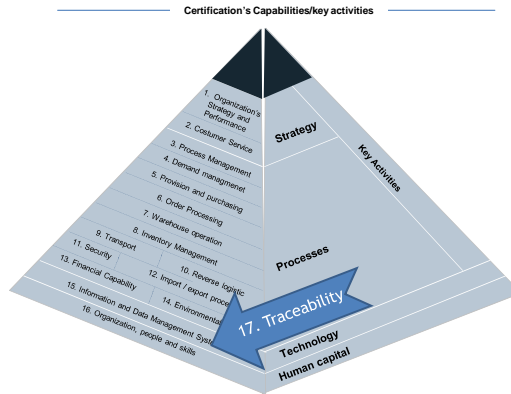 Certification's Capabilities/key activities
1. Organization's
Strategy and
Performance
2. Costumer Service
3. Process Management
4. Demand managmenet
5. Provision and purchasing
6. Order Processing
7. Warehouse operation
8. Inventory Management
9. Transport
10. Reverse logistic
11. Security
12. Import / export
13. Financial Capability
14.
15. Information and Data Management
16. Organization, people and skills
17. Traceability
Strategy
Key Activities
Processes
Technology
Human capital